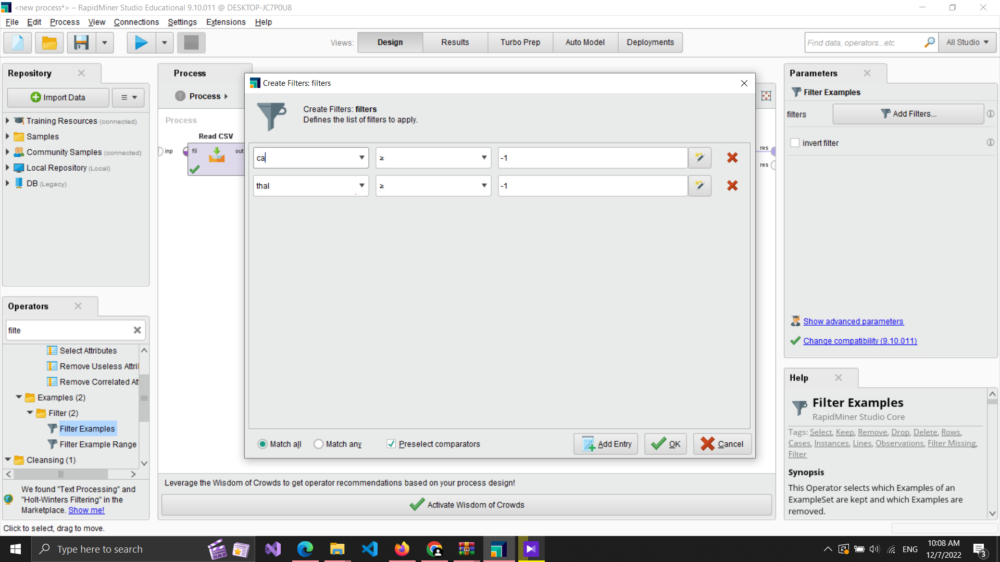 <new process*> – RapidMiner Studio Educational 9.10.011 @ DESKTOP-JC7P0U8
File Edit Process View Connections Settings Extensions Help
Views: Design Results Turbo Prep Auto Model Deployments
Find data, operators...etc
All Studio
Repository
Import Data
Training Resources (connected)
Samples
Community Samples (connected)
Local Repository (Local)
DB (Legacy)
Operators
filte
Select Attributes
Remove Useless Attri
Remove Correlated At
Examples (2)
Filter (2)
Filter Examples
Filter Example Range
Cleansing (1)
We found "Text Processing" and
"Holt-Winters Filtering" in the
Marketplace. Show me!
Click to select, drag to move.
Process
Process
Process
Read CSV
inp
fil
out
res
res
Create Filters: filters
Create Filters: filters
Defines the list of filters to apply.
ca ≥ -1
thal ≥ -1
Match all Match any Preselect comparators Add Entry OK Cancel
Leverage the Wisdom of Crowds to get operator recommendations based on your process design!
Activate Wisdom of Crowds
Parameters
Filter Examples
filters Add Filters...
invert filter
Show advanced parameters
Change compatibility (9.10.011)
Help
Filter Examples
RapidMiner Studio Core
Tags: Select, Keep, Remove, Drop, Delete, Rows,
Cases, Instances, Lines, Observations, Filter Missing,
Filter
Synopsis
This Operator selects which Examples of an
ExampleSet are kept and which Examples are
removed.
Type here to search
ENG
10:08 AM
12/7/2022
3